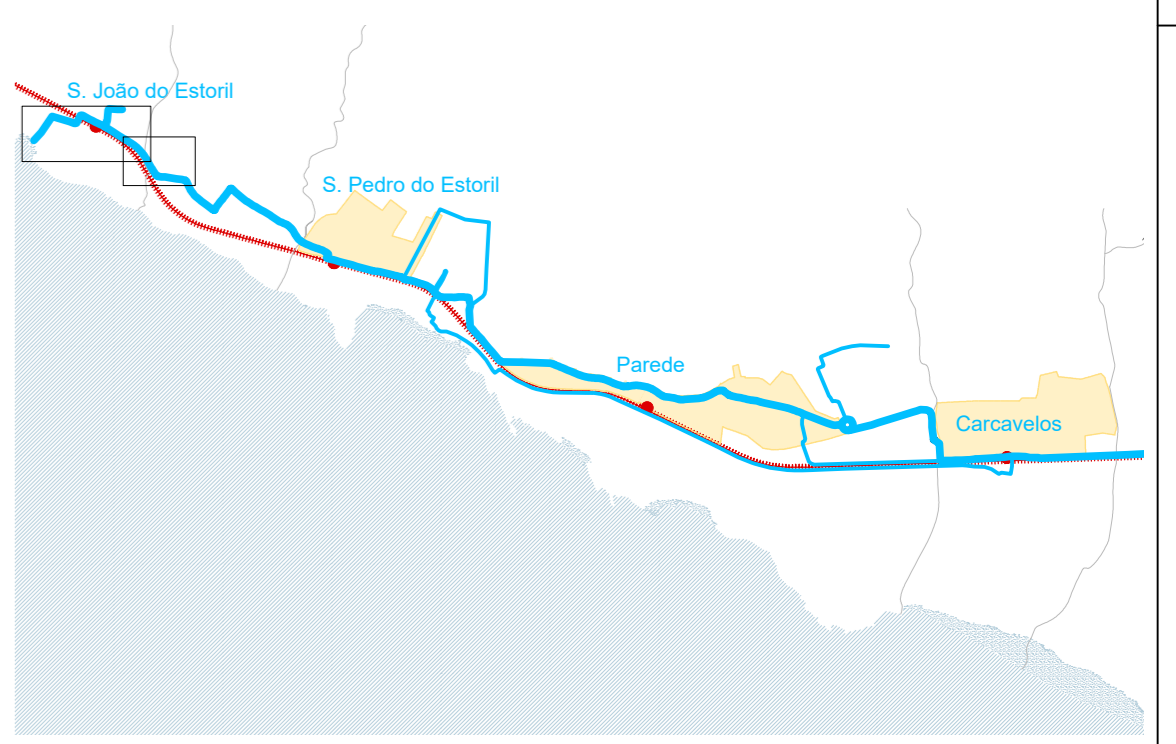 S. João do Estoril
S. Pedro do Estoril
Parede
Carcavelos